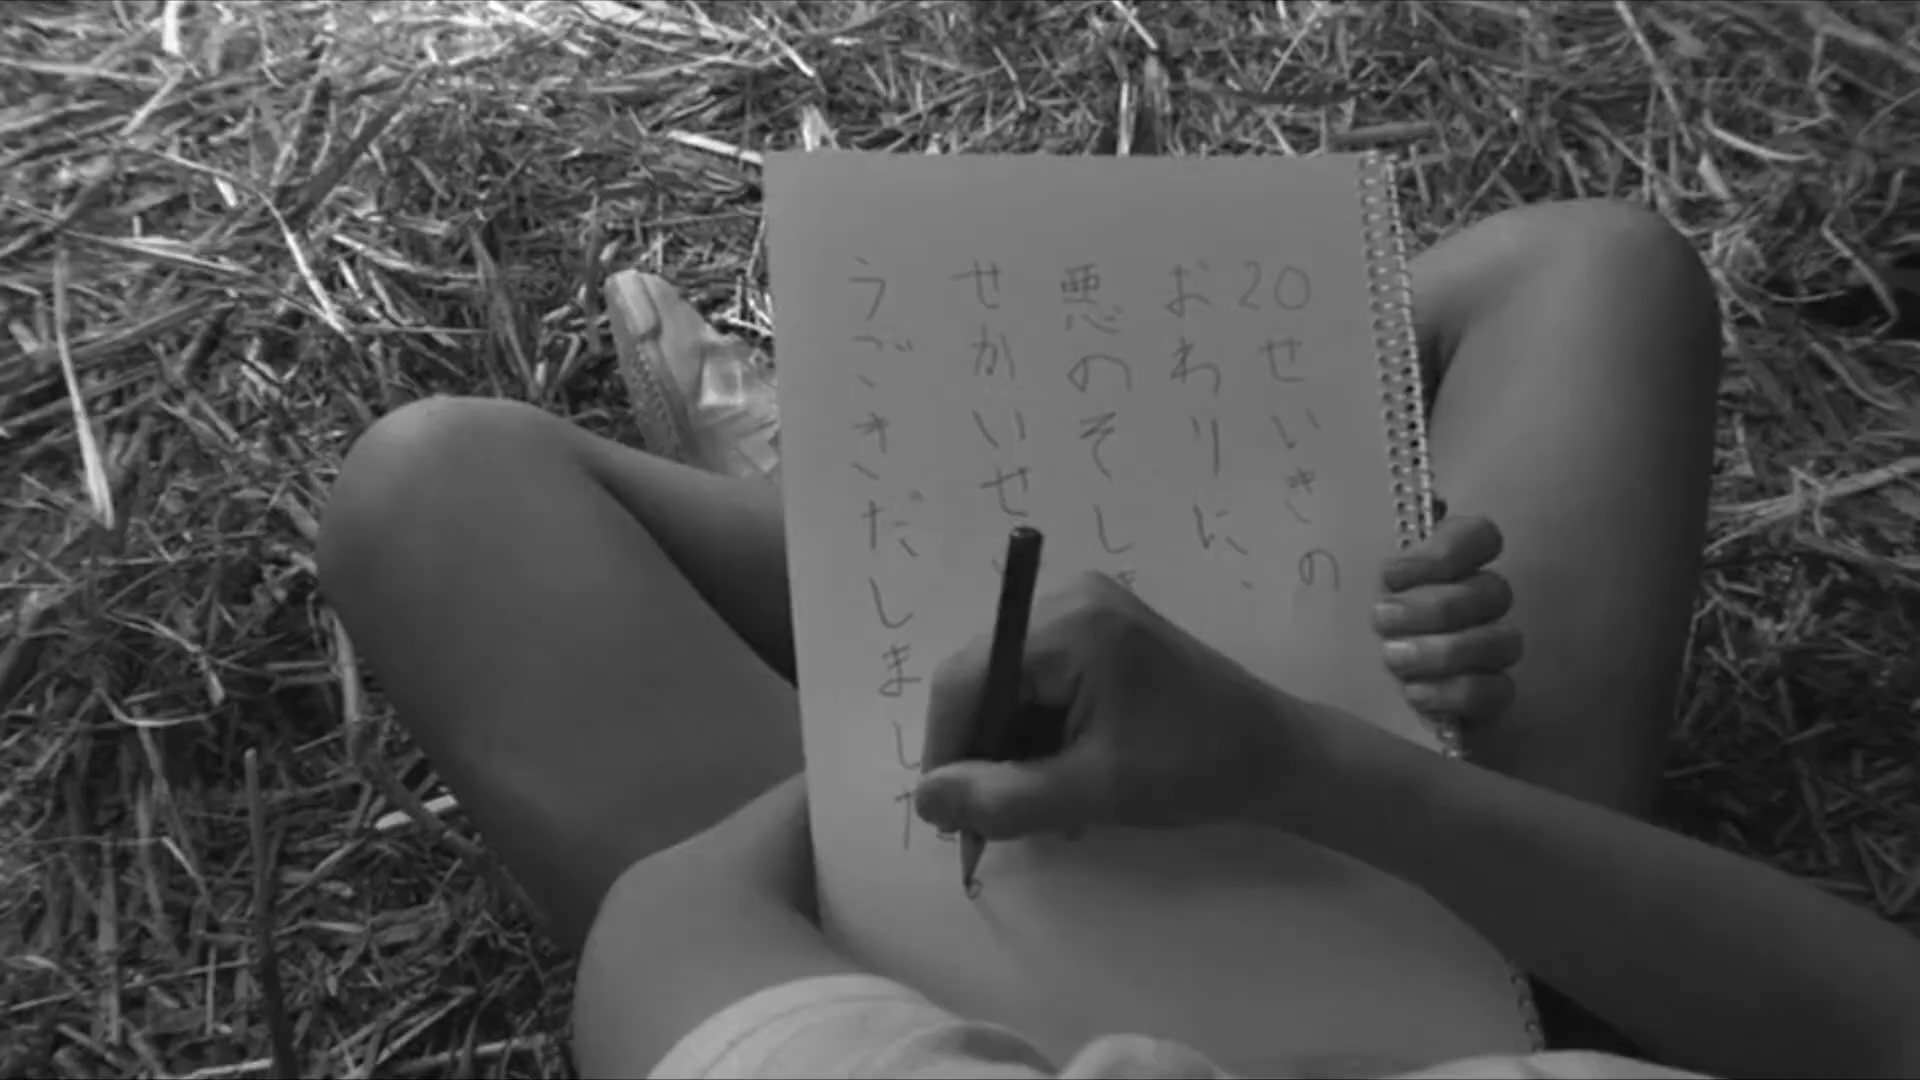 20せいきの
おわりに、
悪のそし
せかいせ
うごきだしました。